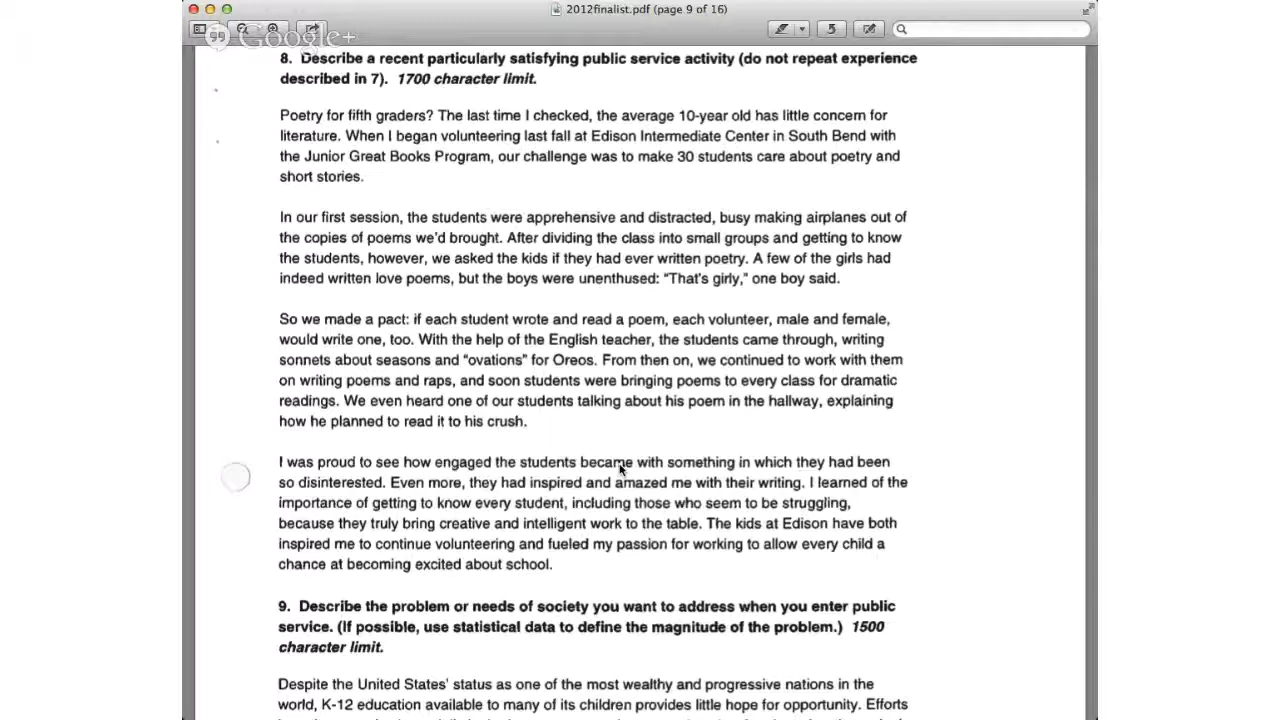 2012finalist.pdf (page 9 of 16)
Google+
8. Describe a recent particularly satisfying public service activity (do not repeat experience
described in 7). 1700 character limit.
Poetry for fifth graders? The last time I checked, the average 10-year old has little concern for
literature. When I began volunteering last fall at Edison Intermediate Center in South Bend with
the Junior Great Books Program, our challenge was to make 30 students care about poetry and
short stories.
In our first session, the students were apprehensive and distracted, busy making airplanes out of
the copies of poems we'd brought. After dividing the class into small groups and getting to know
the students, however, we asked the kids if they had ever written poetry. A few of the girls had
indeed written love poems, but the boys were unenthused: “That's girly,” one boy said.
So we made a pact: if each student wrote and read a poem, each volunteer, male and female,
would write one, too. With the help of the English teacher, the students came through, writing
sonnets about seasons and “ovations” for Oreos. From then on, we continued to work with them
on writing poems and raps, and soon students were bringing poems to every class for dramatic
readings. We even heard one of our students talking about his poem in the hallway, explaining
how he planned to read it to his crush.
I was proud to see how engaged the students became with something in which they had been
so disinterested. Even more, they had inspired and amazed me with their writing. I learned of the
importance of getting to know every student, including those who seem to be struggling,
because they truly bring creative and intelligent work to the table. The kids at Edison have both
inspired me to continue volunteering and fueled my passion for working to allow every child a
chance at becoming excited about school.
9. Describe the problem or needs of society you want to address when you enter public
service. (If possible, use statistical data to define the magnitude of the problem.) 1500
character limit.
Despite the United States' status as one of the most wealthy and progressive nations in the
world, K-12 education available to many of its children provides little hope for opportunity. Efforts